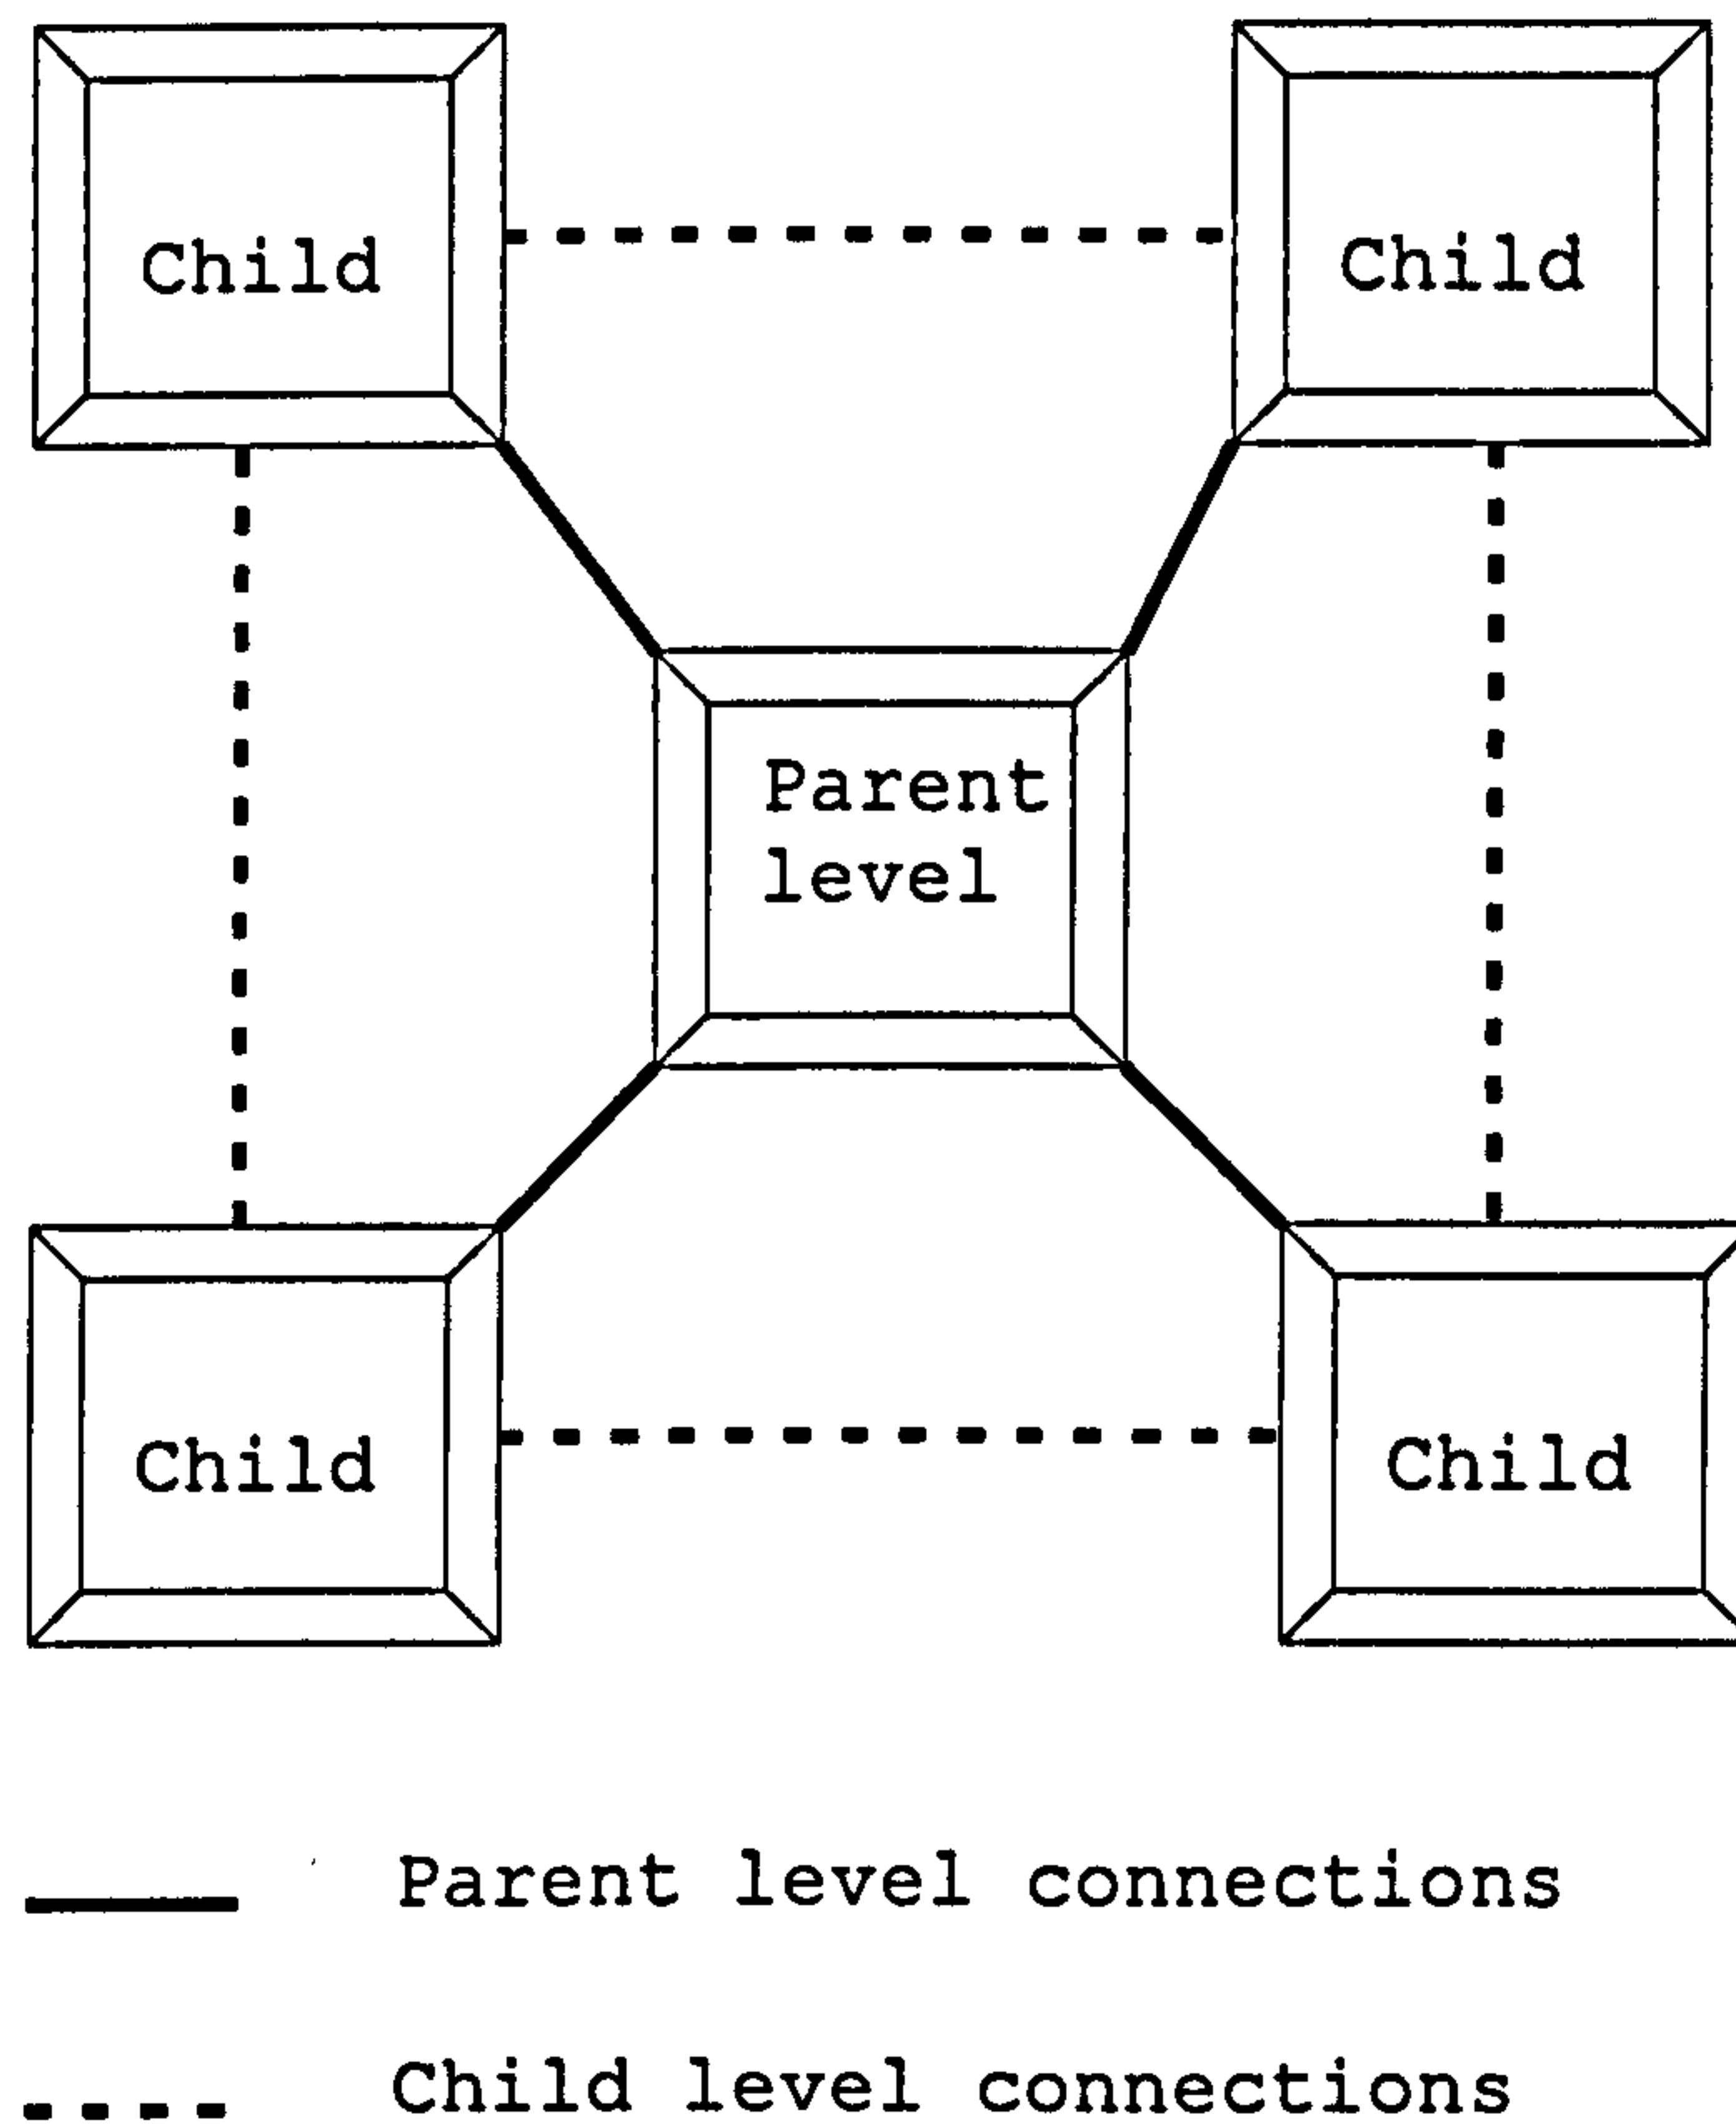 Child
Child
Parent
level
Child
Child
Parent level connections
Child level connections